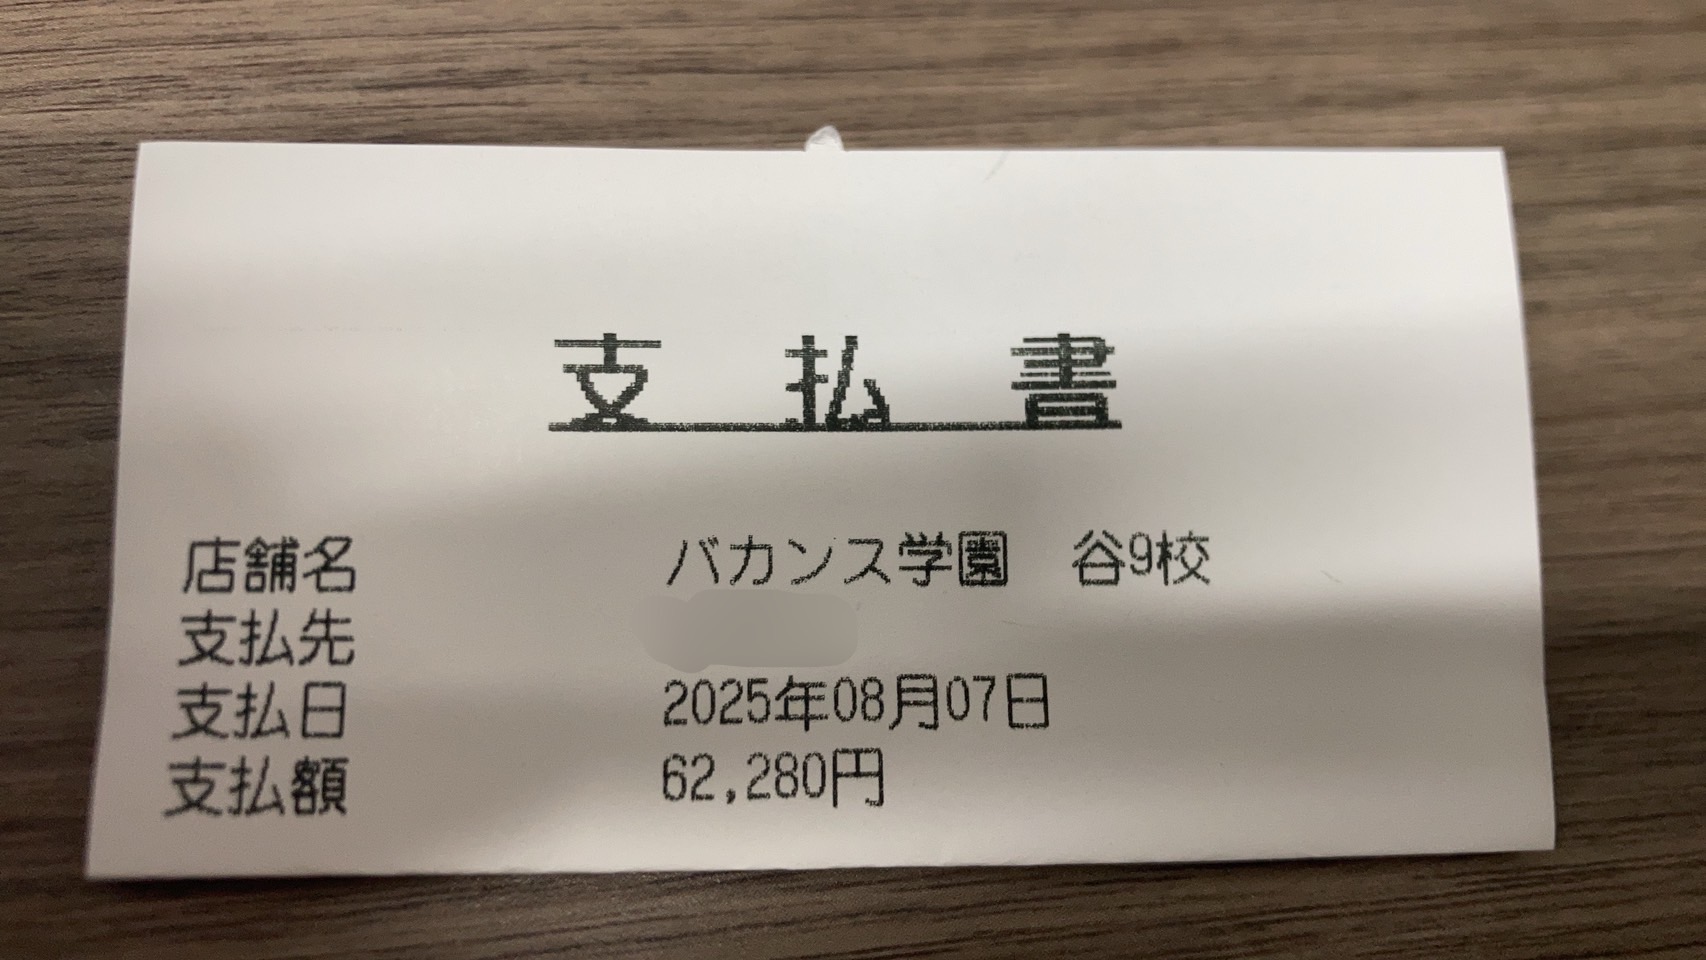 支払書
店舗名 バカンス学園 谷9校
支払先
支払日 2025年08月07日
支払額 62,280円